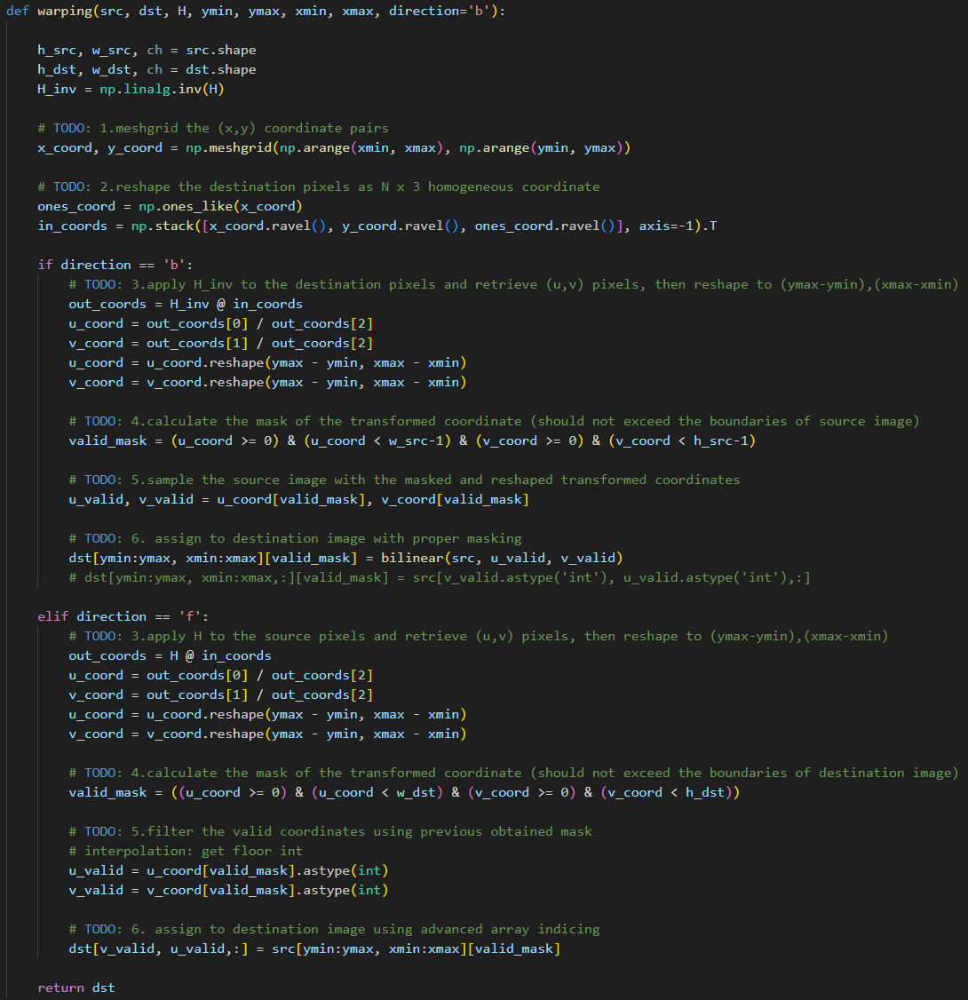 def warping(src, dst, H, ymin, ymax, xmin, xmax, direction='b'):
h_src, w_src, ch = src.shape
h_dst, w_dst, ch = dst.shape
H_inv = np.linalg.inv(H)
# TODO: 1.meshgrid the (x,y) coordinate pairs
x_coord, y_coord = np.meshgrid(np.arange(xmin, xmax), np.arange(ymin, ymax))
# TODO: 2.reshape the destination pixels as N x 3 homogeneous coordinate
ones_coord = np.ones_like(x_coord)
in_coords = np.stack([x_coord.ravel(), y_coord.ravel(), ones_coord.ravel()], axis=-1).T
if direction == 'b':
# TODO: 3.apply H_inv to the destination pixels and retrieve (u,v) pixels, then reshape to (ymax-ymin),(xmax-xmin)
out_coords = H_inv @ in_coords
u_coord = out_coords[0] / out_coords[2]
v_coord = out_coords[1] / out_coords[2]
u_coord = u_coord.reshape(ymax - ymin, xmax - xmin)
v_coord = v_coord.reshape(ymax - ymin, xmax - xmin)
# TODO: 4.calculate the mask of the transformed coordinate (should not exceed the boundaries of source image)
valid_mask = (u_coord >= 0) & (u_coord < w_src-1) & (v_coord >= 0) & (v_coord < h_src-1)
# TODO: 5.sample the source image with the masked and reshaped transformed coordinates
u_valid, v_valid = u_coord[valid_mask], v_coord[valid_mask]
# TODO: 6. assign to destination image with proper masking
dst[ymin:ymax, xmin:xmax][valid_mask] = bilinear(src, u_valid, v_valid)
# dst[ymin:ymax, xmin:xmax,:][valid_mask] = src[v_valid.astype('int'), u_valid.astype('int'),:]
elif direction == 'f':
# TODO: 3.apply H to the source pixels and retrieve (u,v) pixels, then reshape to (ymax-ymin),(xmax-xmin)
out_coords = H @ in_coords
u_coord = out_coords[0] / out_coords[2]
v_coord = out_coords[1] / out_coords[2]
u_coord = u_coord.reshape(ymax - ymin, xmax - xmin)
v_coord = v_coord.reshape(ymax - ymin, xmax - xmin)
# TODO: 4.calculate the mask of the transformed coordinate (should not exceed the boundaries of destination image)
valid_mask = ((u_coord >= 0) & (u_coord < w_dst) & (v_coord >= 0) & (v_coord < h_dst))
# TODO: 5.filter the valid coordinates using previous obtained mask
# interpolation: get floor int
u_valid = u_coord[valid_mask].astype(int)
v_valid = v_coord[valid_mask].astype(int)
# TODO: 6. assign to destination image using advanced array indicing
dst[v_valid, u_valid,:] = src[ymin:ymax, xmin:xmax][valid_mask]
return dst